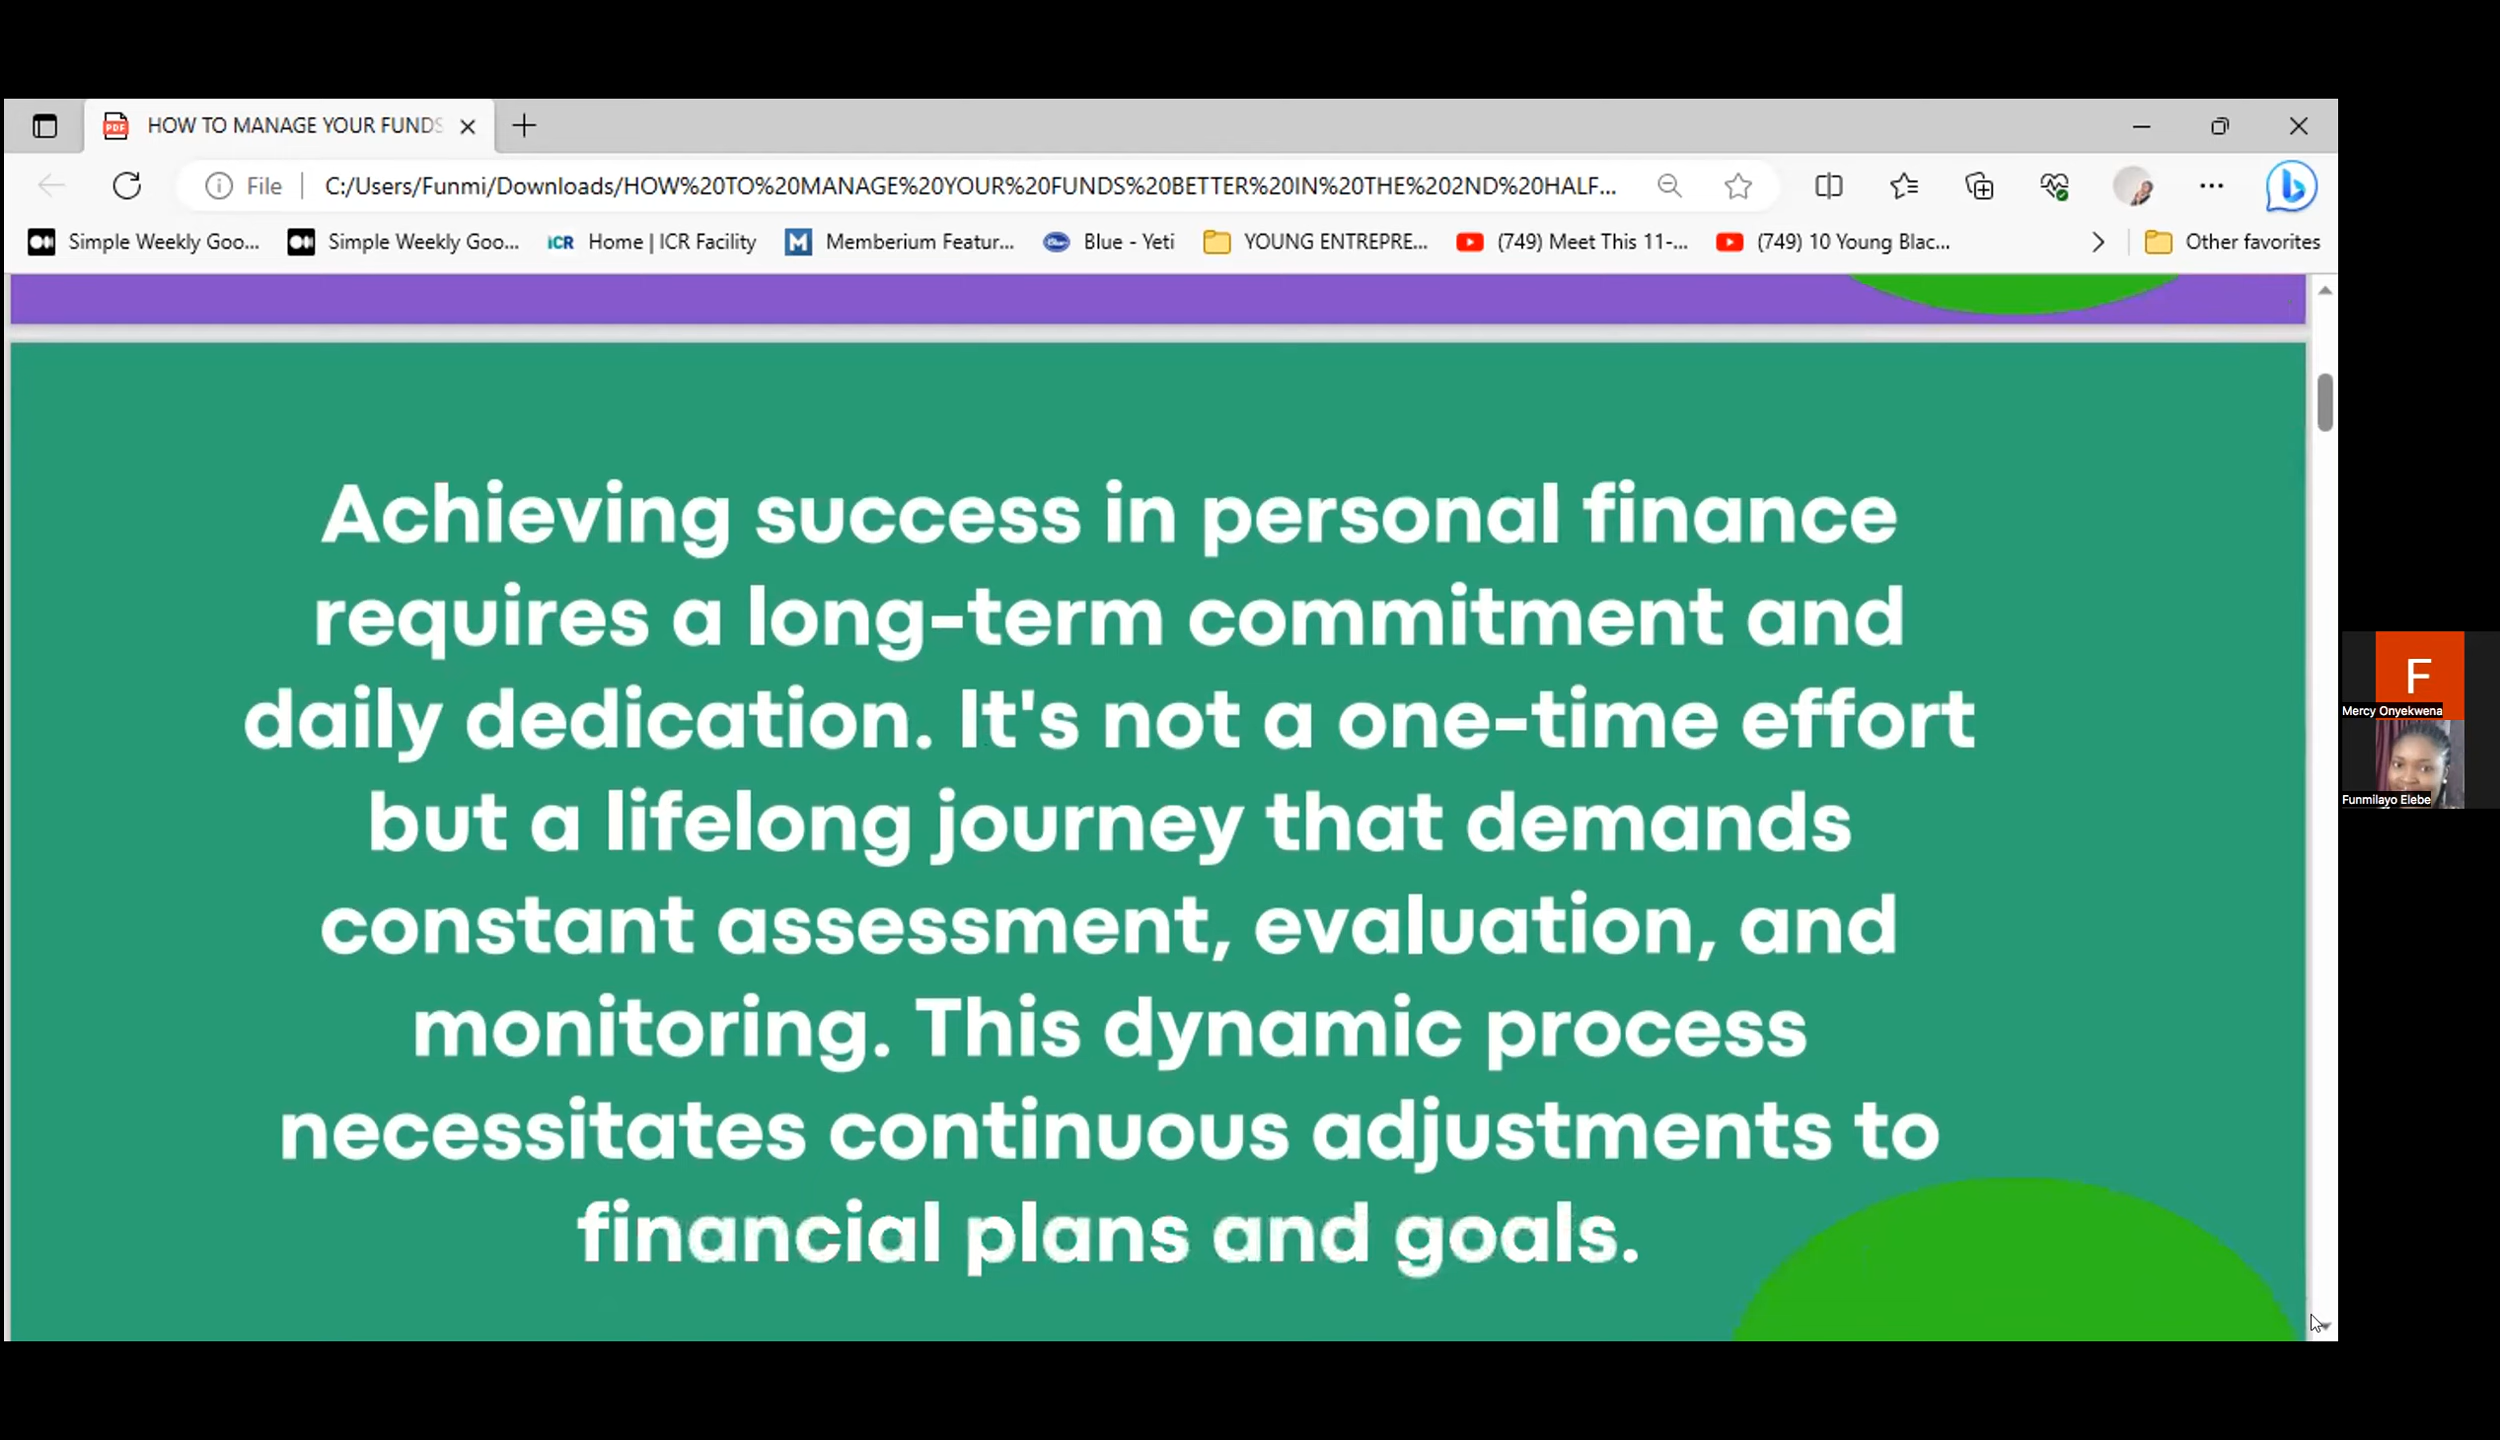 HOW TO MANAGE YOUR FUNDS
File
C:/Users/Funmi/Downloads/HOW%20TO%20MANAGE%20YOUR%20FUNDS%20BETTER%20IN%20THE%202ND%20HALF...
Simple Weekly Goo...
Simple Weekly Goo...
iCR Home | ICR Facility
M Memberium Featur...
Blue - Yeti
YOUNG ENTREPRE...
(749) Meet This 11-...
(749) 10 Young Blac...
Other favorites
Achieving success in personal finance
requires a long-term commitment and
daily dedication. It's not a one-time effort
but a lifelong journey that demands
constant assessment, evaluation, and
monitoring. This dynamic process
necessitates continuous adjustments to
financial plans and goals.
F
Mercy Onyekwena
Funmilayo Elebe